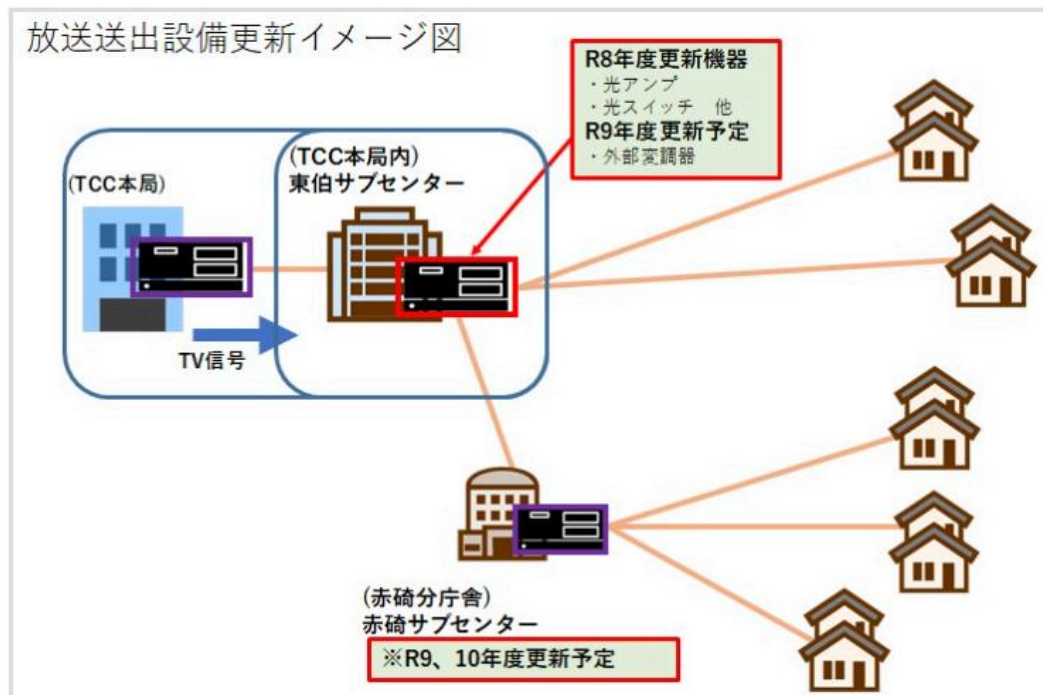 放送送出設備更新イメージ図
R8年度更新機器
・光アンプ
・光スイッチ　他
R9年度更新予定
・外部変調器
(TCC本局内)
東伯サブセンター
(TCC本局)
TV信号
(赤碕分庁舎)
赤碕サブセンター
※R9、10年度更新予定